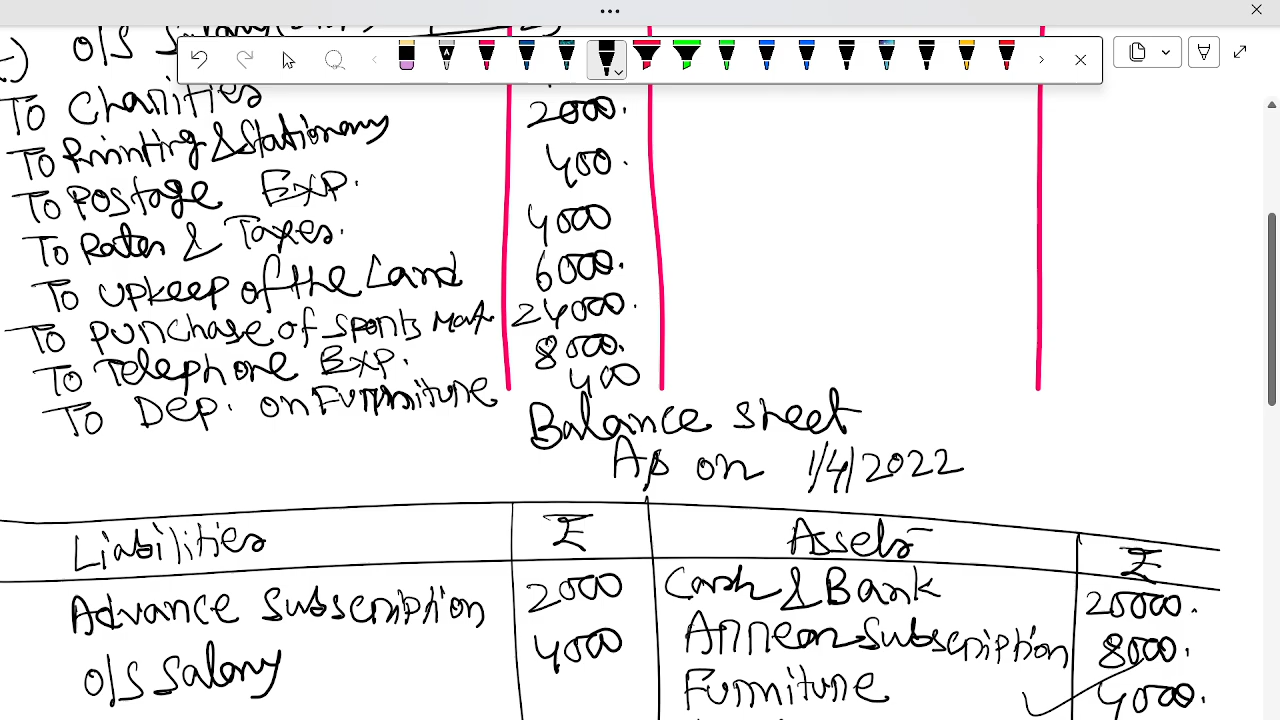 (-) O/S Salary
To Charities
To Printing & Stationary 2000.
To Postage Exp. 400.
To Rates & Taxes. 4000
To Upkeep of the Land 6000.
To purchase of sports Mat 24000.
To Telephone Exp. 8000.
To Dep. on Furniture 400
Balance sheet
As on 1/4/2022
Liabilities ₹ Assets ₹
Advance Subscription 2000 Cash & Bank 20000.
O/S Salary 4000 Arrear Subscription 8000.
Furniture 4000.